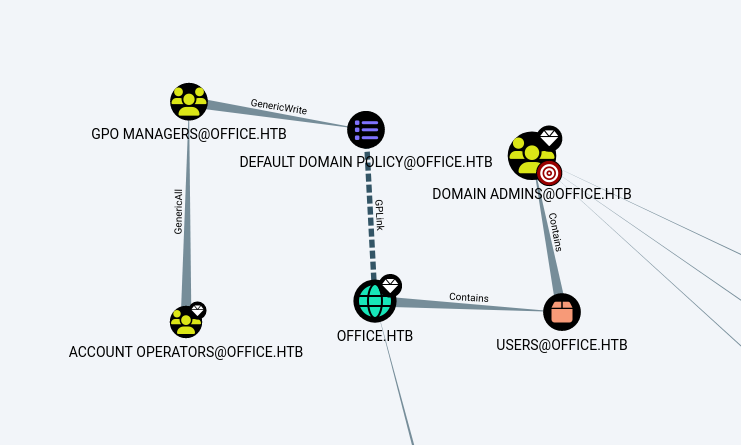 GenericWrite
GPO MANAGERS@OFFICE.HTB
DEFAULT DOMAIN POLICY@OFFICE.HTB
DOMAIN ADMINS@OFFICE.HTB
GenericAll
GPLink
Contains
Contains
OFFICE.HTB
USERS@OFFICE.HTB
ACCOUNT OPERATORS@OFFICE.HTB